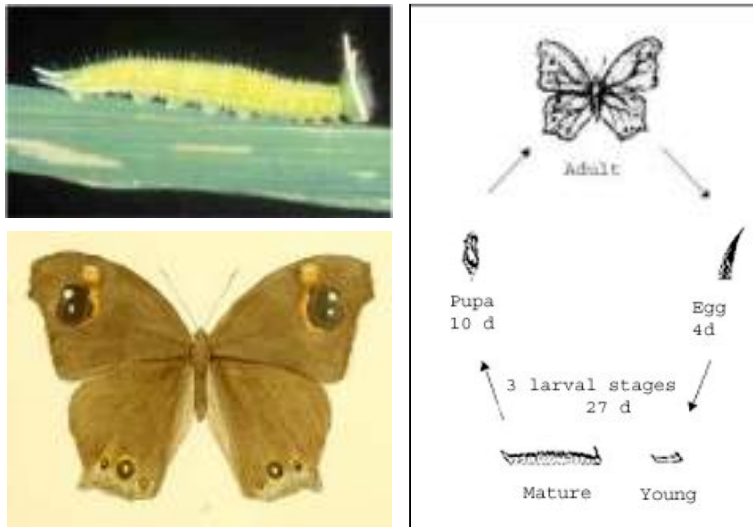 Adult
Pupa
10 d
Egg
4d
3 larval stages
27 d
Mature
Young